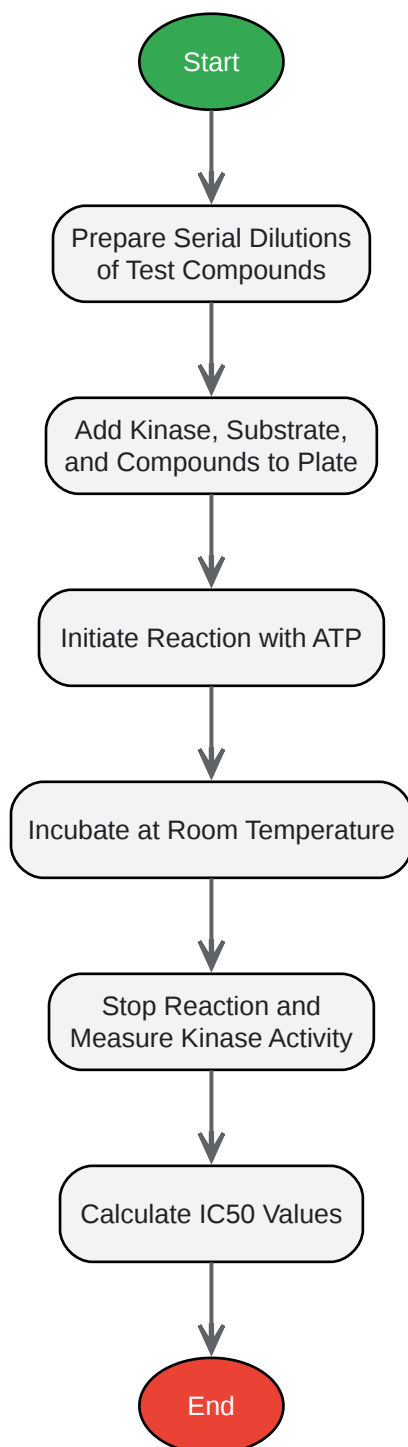 Start
Prepare Serial Dilutions
of Test Compounds
Add Kinase, Substrate,
and Compounds to Plate
Initiate Reaction with ATP
Incubate at Room Temperature
Stop Reaction and
Measure Kinase Activity
Calculate IC50 Values
End